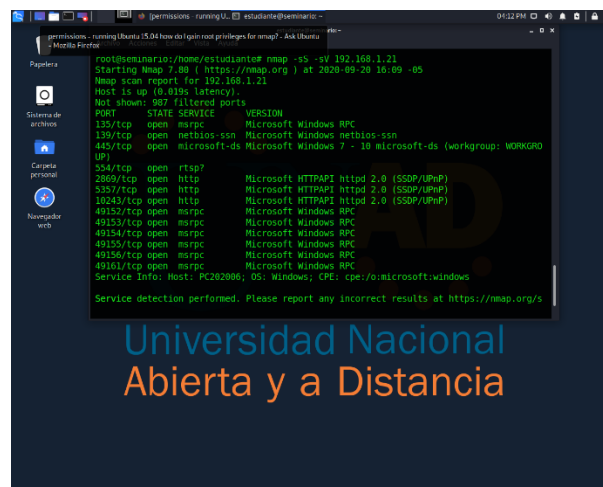 [permissions - running U...
estudiante@seminario: ~
04:12 PM
permissions - running Ubuntu 15.04 how do I gain root privileges for nmap? - Ask Ubuntu
- Mozilla Firefox
Archivo Acciones Editar Vista Ayuda
Papelera
Sistema de
archivos
Carpeta
personal
Navegador
web
root@seminario:/home/estudiante# nmap -sS -sV 192.168.1.21
Starting Nmap 7.80 ( https://nmap.org ) at 2020-09-20 16:09 -05
Nmap scan report for 192.168.1.21
Host is up (0.019s latency).
Not shown: 987 filtered ports
PORT STATE SERVICE VERSION
135/tcp open msrpc Microsoft Windows RPC
139/tcp open netbios-ssn Microsoft Windows netbios-ssn
445/tcp open microsoft-ds Microsoft Windows 7 - 10 microsoft-ds (workgroup: WORKGRO
UP)
554/tcp open rtsp?
2869/tcp open http Microsoft HTTPAPI httpd 2.0 (SSDP/UPnP)
5357/tcp open http Microsoft HTTPAPI httpd 2.0 (SSDP/UPnP)
10243/tcp open http Microsoft HTTPAPI httpd 2.0 (SSDP/UPnP)
49152/tcp open msrpc Microsoft Windows RPC
49153/tcp open msrpc Microsoft Windows RPC
49154/tcp open msrpc Microsoft Windows RPC
49155/tcp open msrpc Microsoft Windows RPC
49156/tcp open msrpc Microsoft Windows RPC
49161/tcp open msrpc Microsoft Windows RPC
Service Info: Host: PC202006; OS: Windows; CPE: cpe:/o:microsoft:windows
Service detection performed. Please report any incorrect results at https://nmap.org/s
Universidad Nacional
Abierta y a Distancia